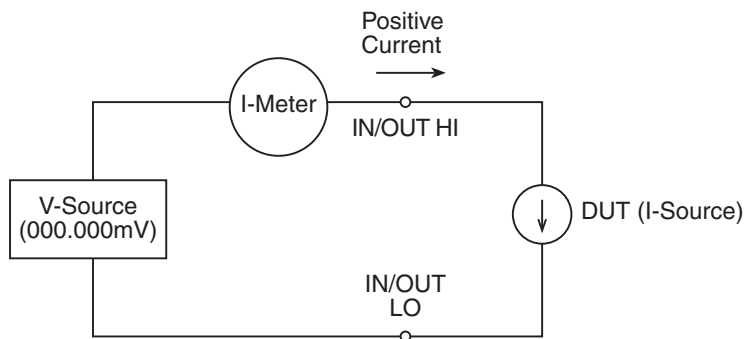 Positive
Current
I-Meter
IN/OUT HI
V-Source
(000.000mV)
DUT (I-Source)
IN/OUT
LO